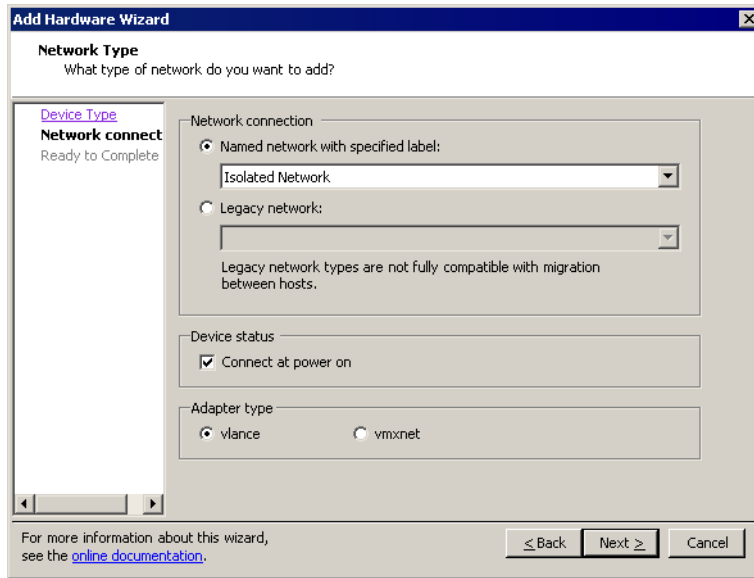 Add Hardware Wizard
Network Type
What type of network do you want to add?
Device Type
Network connect
Ready to Complete
Network connection
Named network with specified label:
Isolated Network
Legacy network:
Legacy network types are not fully compatible with migration
between hosts.
Device status
Connect at power on
Adapter type
vlance
vmxnet
For more information about this wizard,
see the online documentation.
< Back
Next >
Cancel